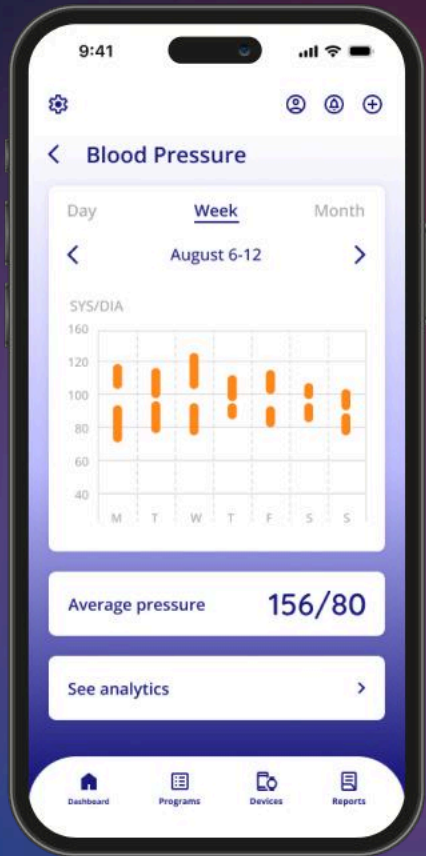 9:41
Blood Pressure
Day Week Month
August 6-12
SYS/DIA
160
120
100
80
60
40
M T W T F S S
Average pressure 156/80
See analytics
Dashboard Programs Devices Reports